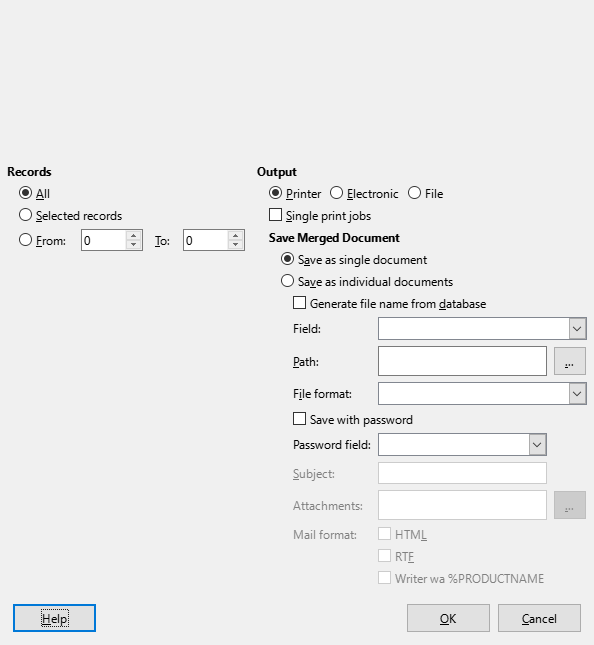 Records
All
Selected records
From: 0 To: 0
Output
Printer Electronic File
Single print jobs
Save Merged Document
Save as single document
Save as individual documents
Generate file name from database
Field:
Path: ...
File format:
Save with password
Password field:
Subject:
Attachments: ...
Mail format: HTML
RTF
Writer wa %PRODUCTNAME
Help OK Cancel